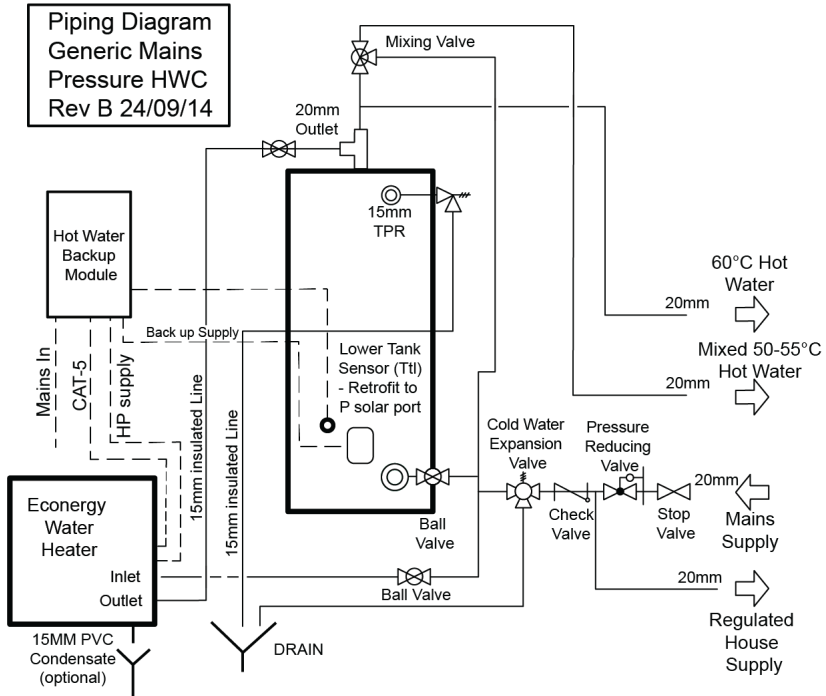 Piping Diagram
Generic Mains
Pressure HWC
Rev B 24/09/14
Mixing Valve
20mm
Outlet
15mm
TPR
Hot Water
Backup
Module
60°C Hot
Water
20mm
Back up Supply
Mixed 50-55°C
Hot Water
20mm
Lower Tank
Sensor (Ttl)
- Retrofit to
P solar port
Mains In
CAT-5
HP supply
15mm insulated Line
15mm insulated Line
Cold Water
Expansion
Valve
Pressure
Reducing
Valve
20mm
Mains
Supply
Check
Valve
Stop
Valve
Ball
Valve
Econergy
Water
Heater
Inlet
Outlet
Ball Valve
20mm
Regulated
House
Supply
15MM PVC
Condensate
(optional)
DRAIN